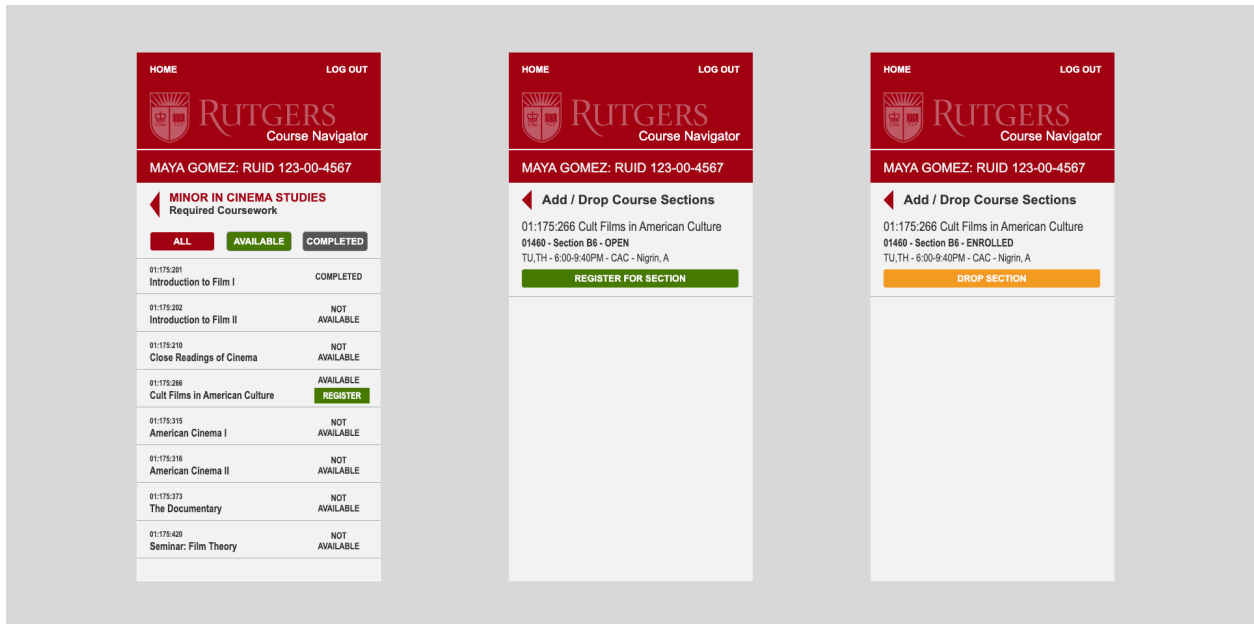 HOME LOG OUT
RUTGERS
Course Navigator
MAYA GOMEZ: RUID 123-00-4567
MINOR IN CINEMA STUDIES
Required Coursework
ALL AVAILABLE COMPLETED
01:175:201
Introduction to Film I
COMPLETED
01:175:202
Introduction to Film II
NOT
AVAILABLE
01:175:210
Close Readings of Cinema
NOT
AVAILABLE
01:175:266
Cult Films in American Culture
AVAILABLE
REGISTER
01:175:315
American Cinema I
NOT
AVAILABLE
01:175:316
American Cinema II
NOT
AVAILABLE
01:175:373
The Documentary
NOT
AVAILABLE
01:175:420
Seminar: Film Theory
NOT
AVAILABLE
HOME LOG OUT
RUTGERS
Course Navigator
MAYA GOMEZ: RUID 123-00-4567
Add / Drop Course Sections
01:175:266 Cult Films in American Culture
01460 - Section B6 - OPEN
TU,TH - 6:00-9:40PM - CAC - Nigrin, A
REGISTER FOR SECTION
HOME LOG OUT
RUTGERS
Course Navigator
MAYA GOMEZ: RUID 123-00-4567
Add / Drop Course Sections
01:175:266 Cult Films in American Culture
01460 - Section B6 - ENROLLED
TU,TH - 6:00-9:40PM - CAC - Nigrin, A
DROP SECTION